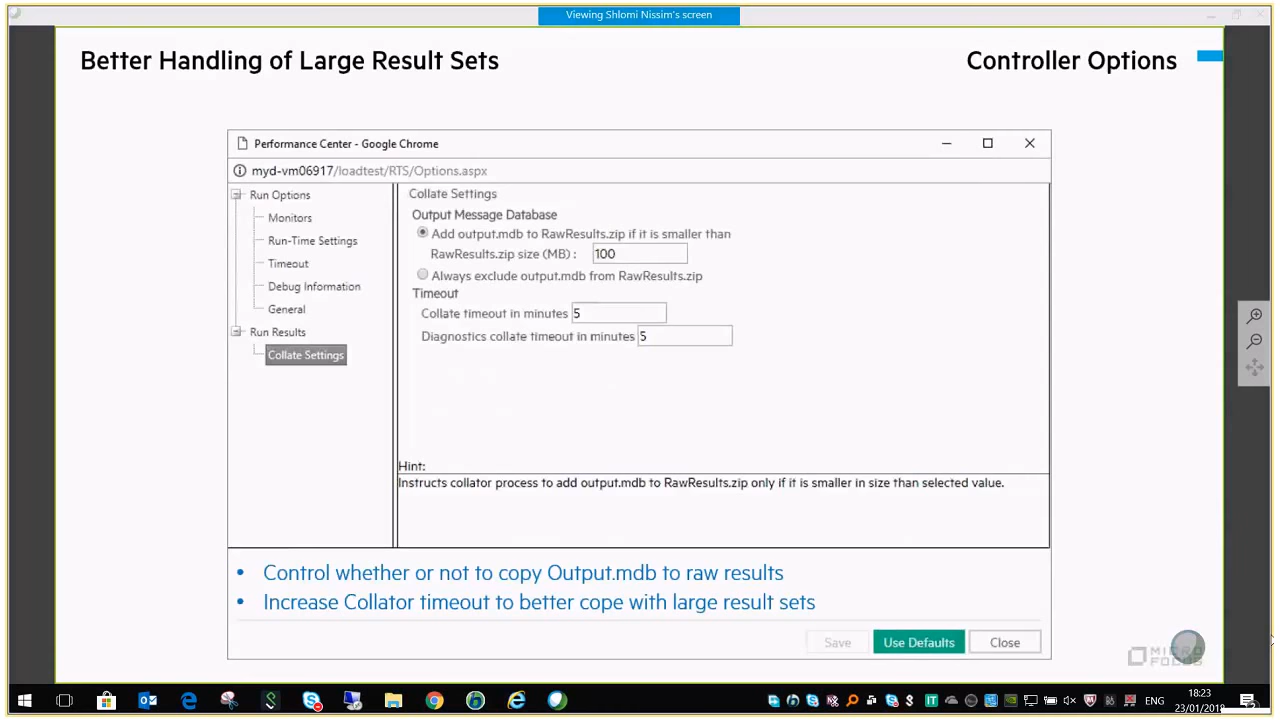 Viewing Shlomi Nissim's screen
Better Handling of Large Result Sets
Controller Options
Performance Center - Google Chrome
myd-vm06917/loadtest/RTS/Options.aspx
Run Options
Monitors
Run-Time Settings
Timeout
Debug Information
General
Run Results
Collate Settings
Collate Settings
Output Message Database
Add output.mdb to RawResults.zip if it is smaller than
RawResults.zip size (MB) : 100
Always exclude output.mdb from RawResults.zip
Timeout
Collate timeout in minutes 5
Diagnostics collate timeout in minutes 5
Hint:
Instructs collator process to add output.mdb to RawResults.zip only if it is smaller in size than selected value.
• Control whether or not to copy Output.mdb to raw results
• Increase Collator timeout to better cope with large result sets
Save
Use Defaults
Close
MICRO
FOCUS
ENG
18:23
23/01/2018